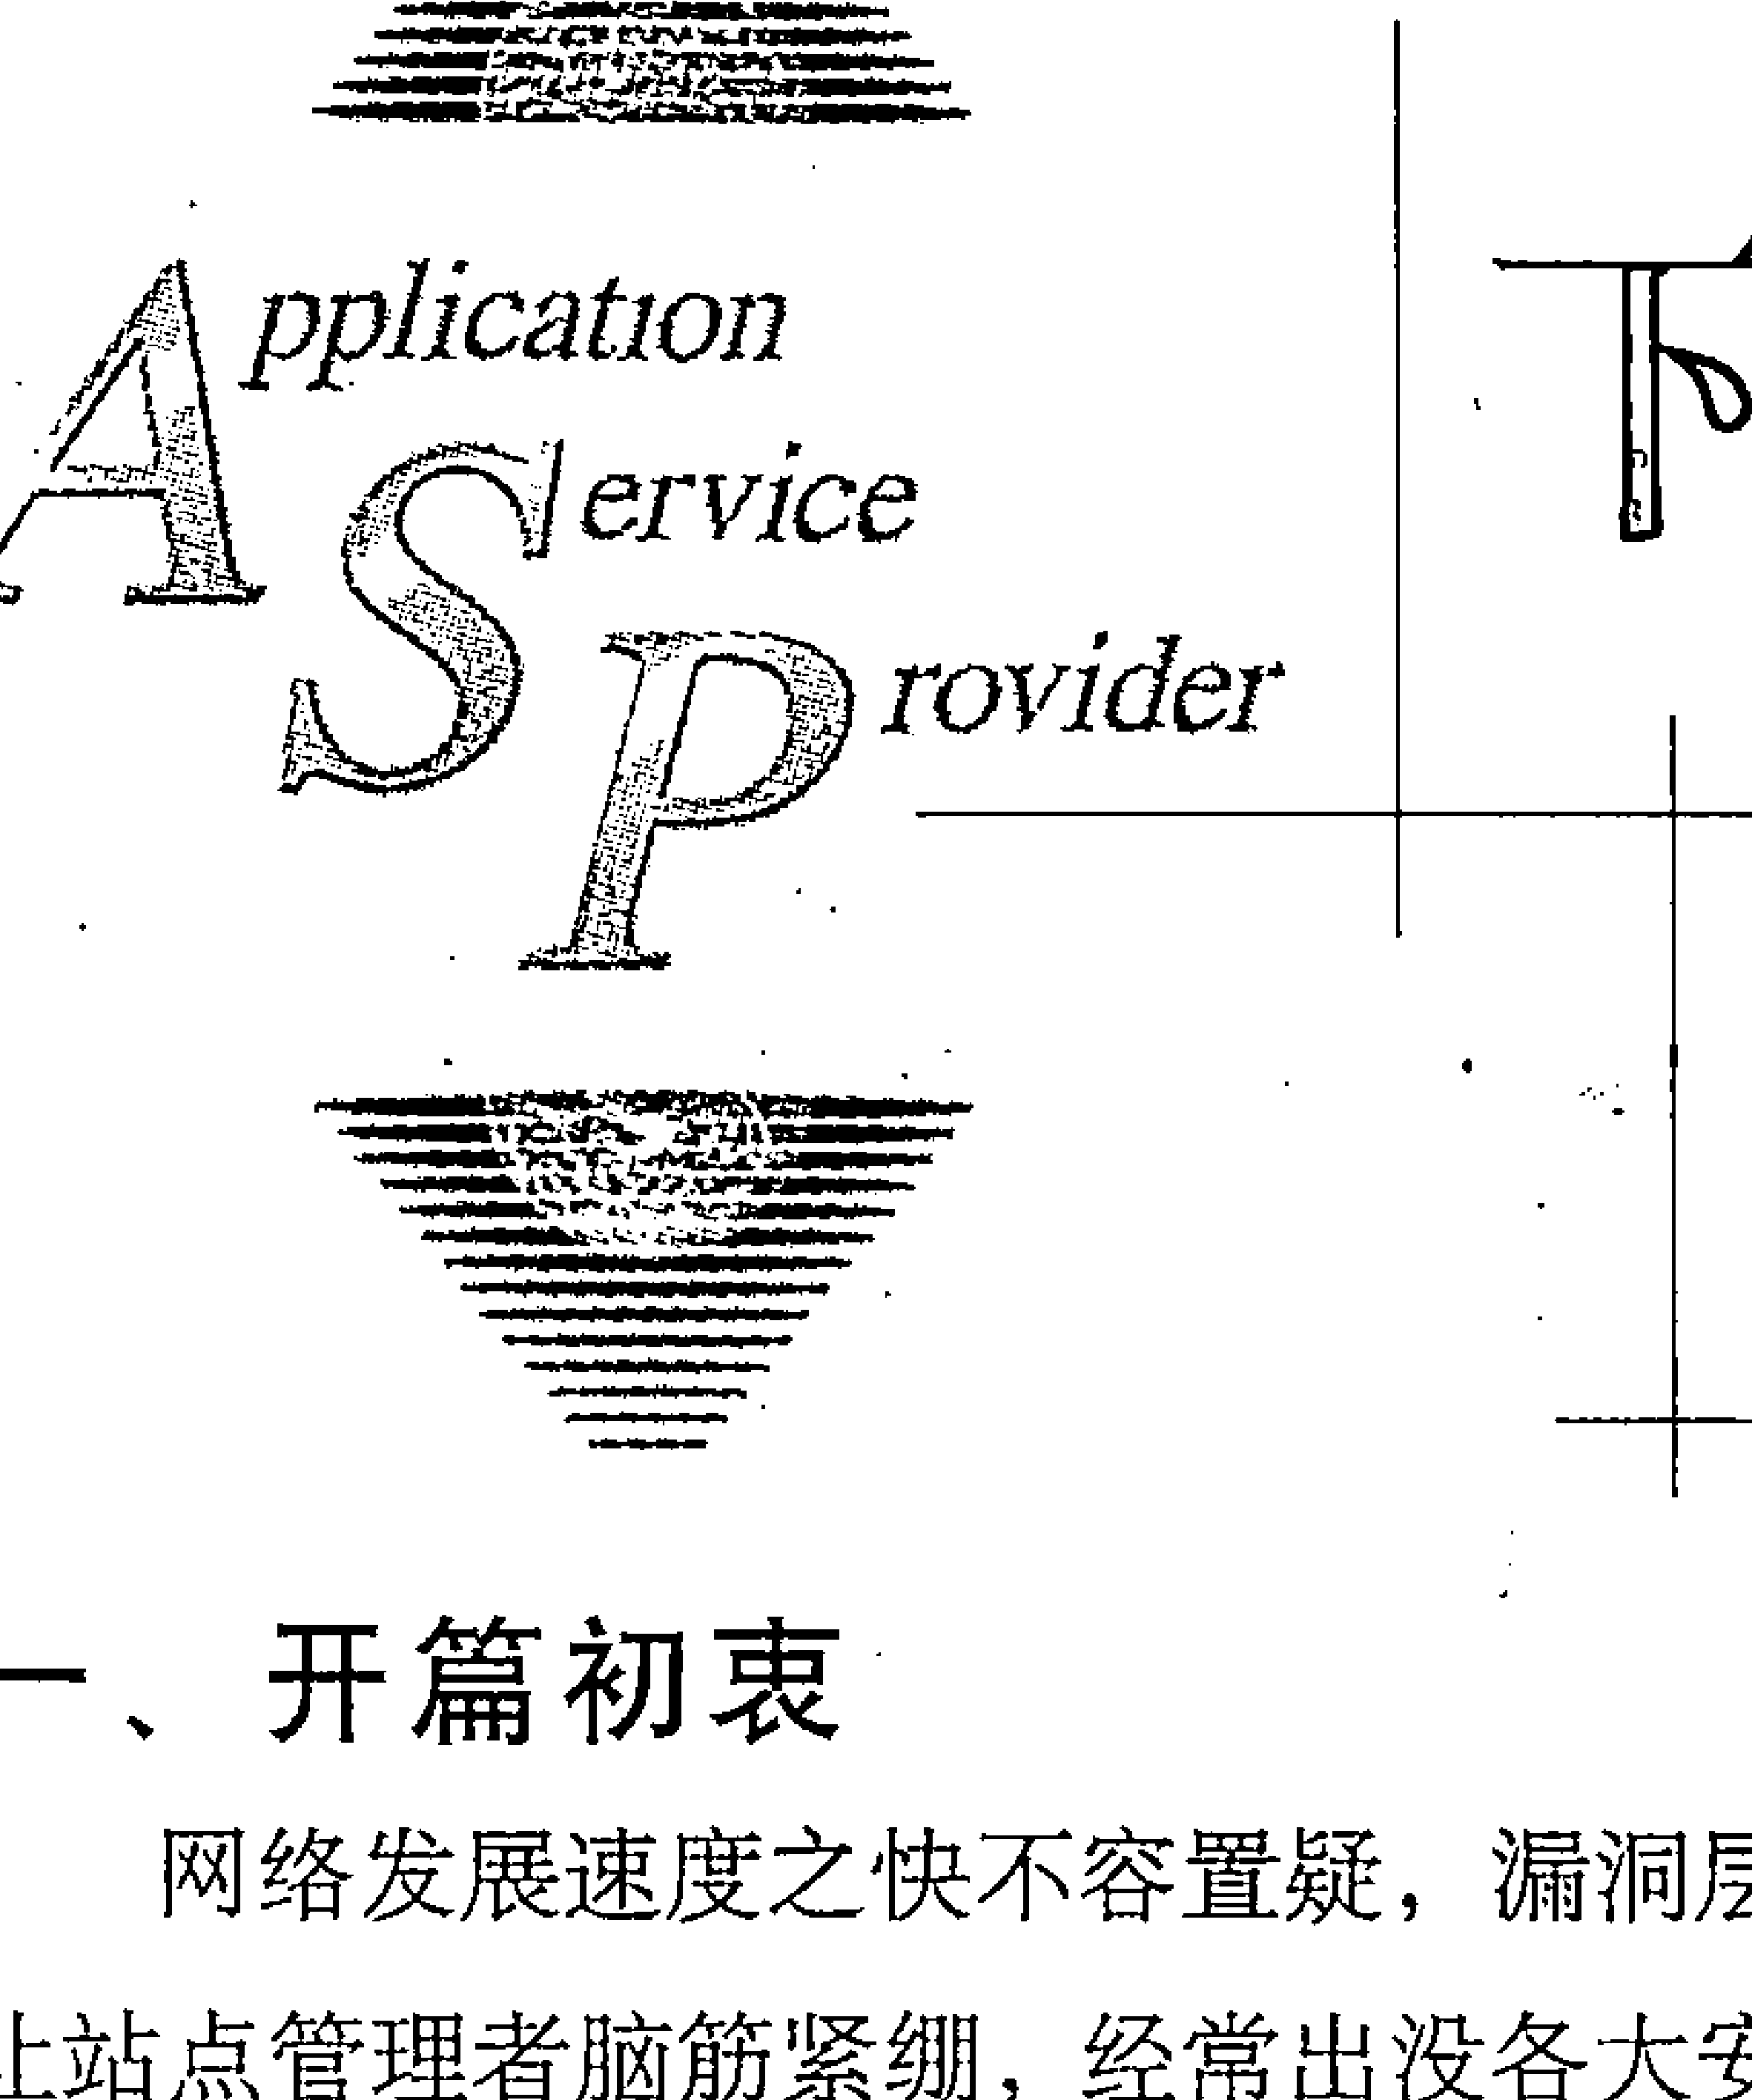 Application
Service
Provider
下
一、开篇初衷
网络发展速度之快不容置疑，漏洞层
站点管理者脑筋紧绷，经常出没各大安